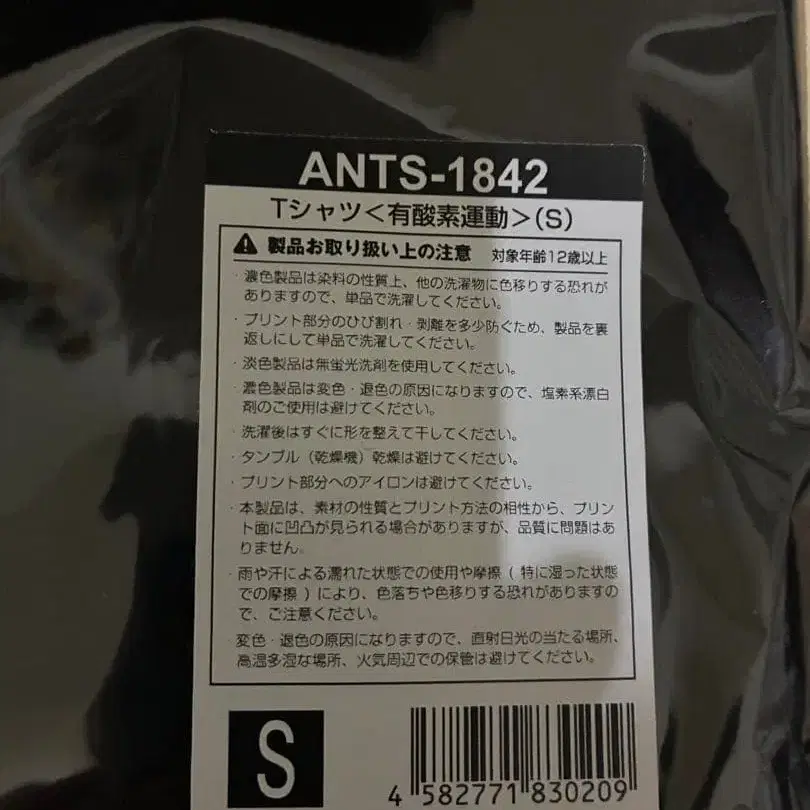 ANTS-1842
Tシャツ<有酸素運動>(S)
製品お取り扱い上の注意 対象年齢12歳以上
・濃色製品は染料の性質上、他の洗濯物に色移りする恐れが
ありますので、単品で洗濯してください。
・プリント部分のひび割れ・剥離を多少防ぐため、製品を裏
返しにして単品で洗濯してください。
・淡色製品は無蛍光洗剤を使用してください。
・濃色製品は変色・退色の原因になりますので、塩素系漂白
剤のご使用は避けてください。
・洗濯後はすぐに形を整えて干してください。
・タンブル(乾燥機)乾燥は避けてください。
・プリント部分へのアイロンは避けてください。
・本製品は、素材の性質とプリント方法の相性から、プリン
ト面に凹凸が見られる場合がありますが、品質に問題はあ
りません。
・雨や汗による濡れた状態での使用や摩擦(特に湿った状態
での摩擦)により、色落ちや色移りする恐れがありますの
で、ご注意ください。
・変色・退色の原因になりますので、直射日光の当たる場所、
高温多湿な場所、火気周辺での保管は避けてください。
S
4 582771 830209